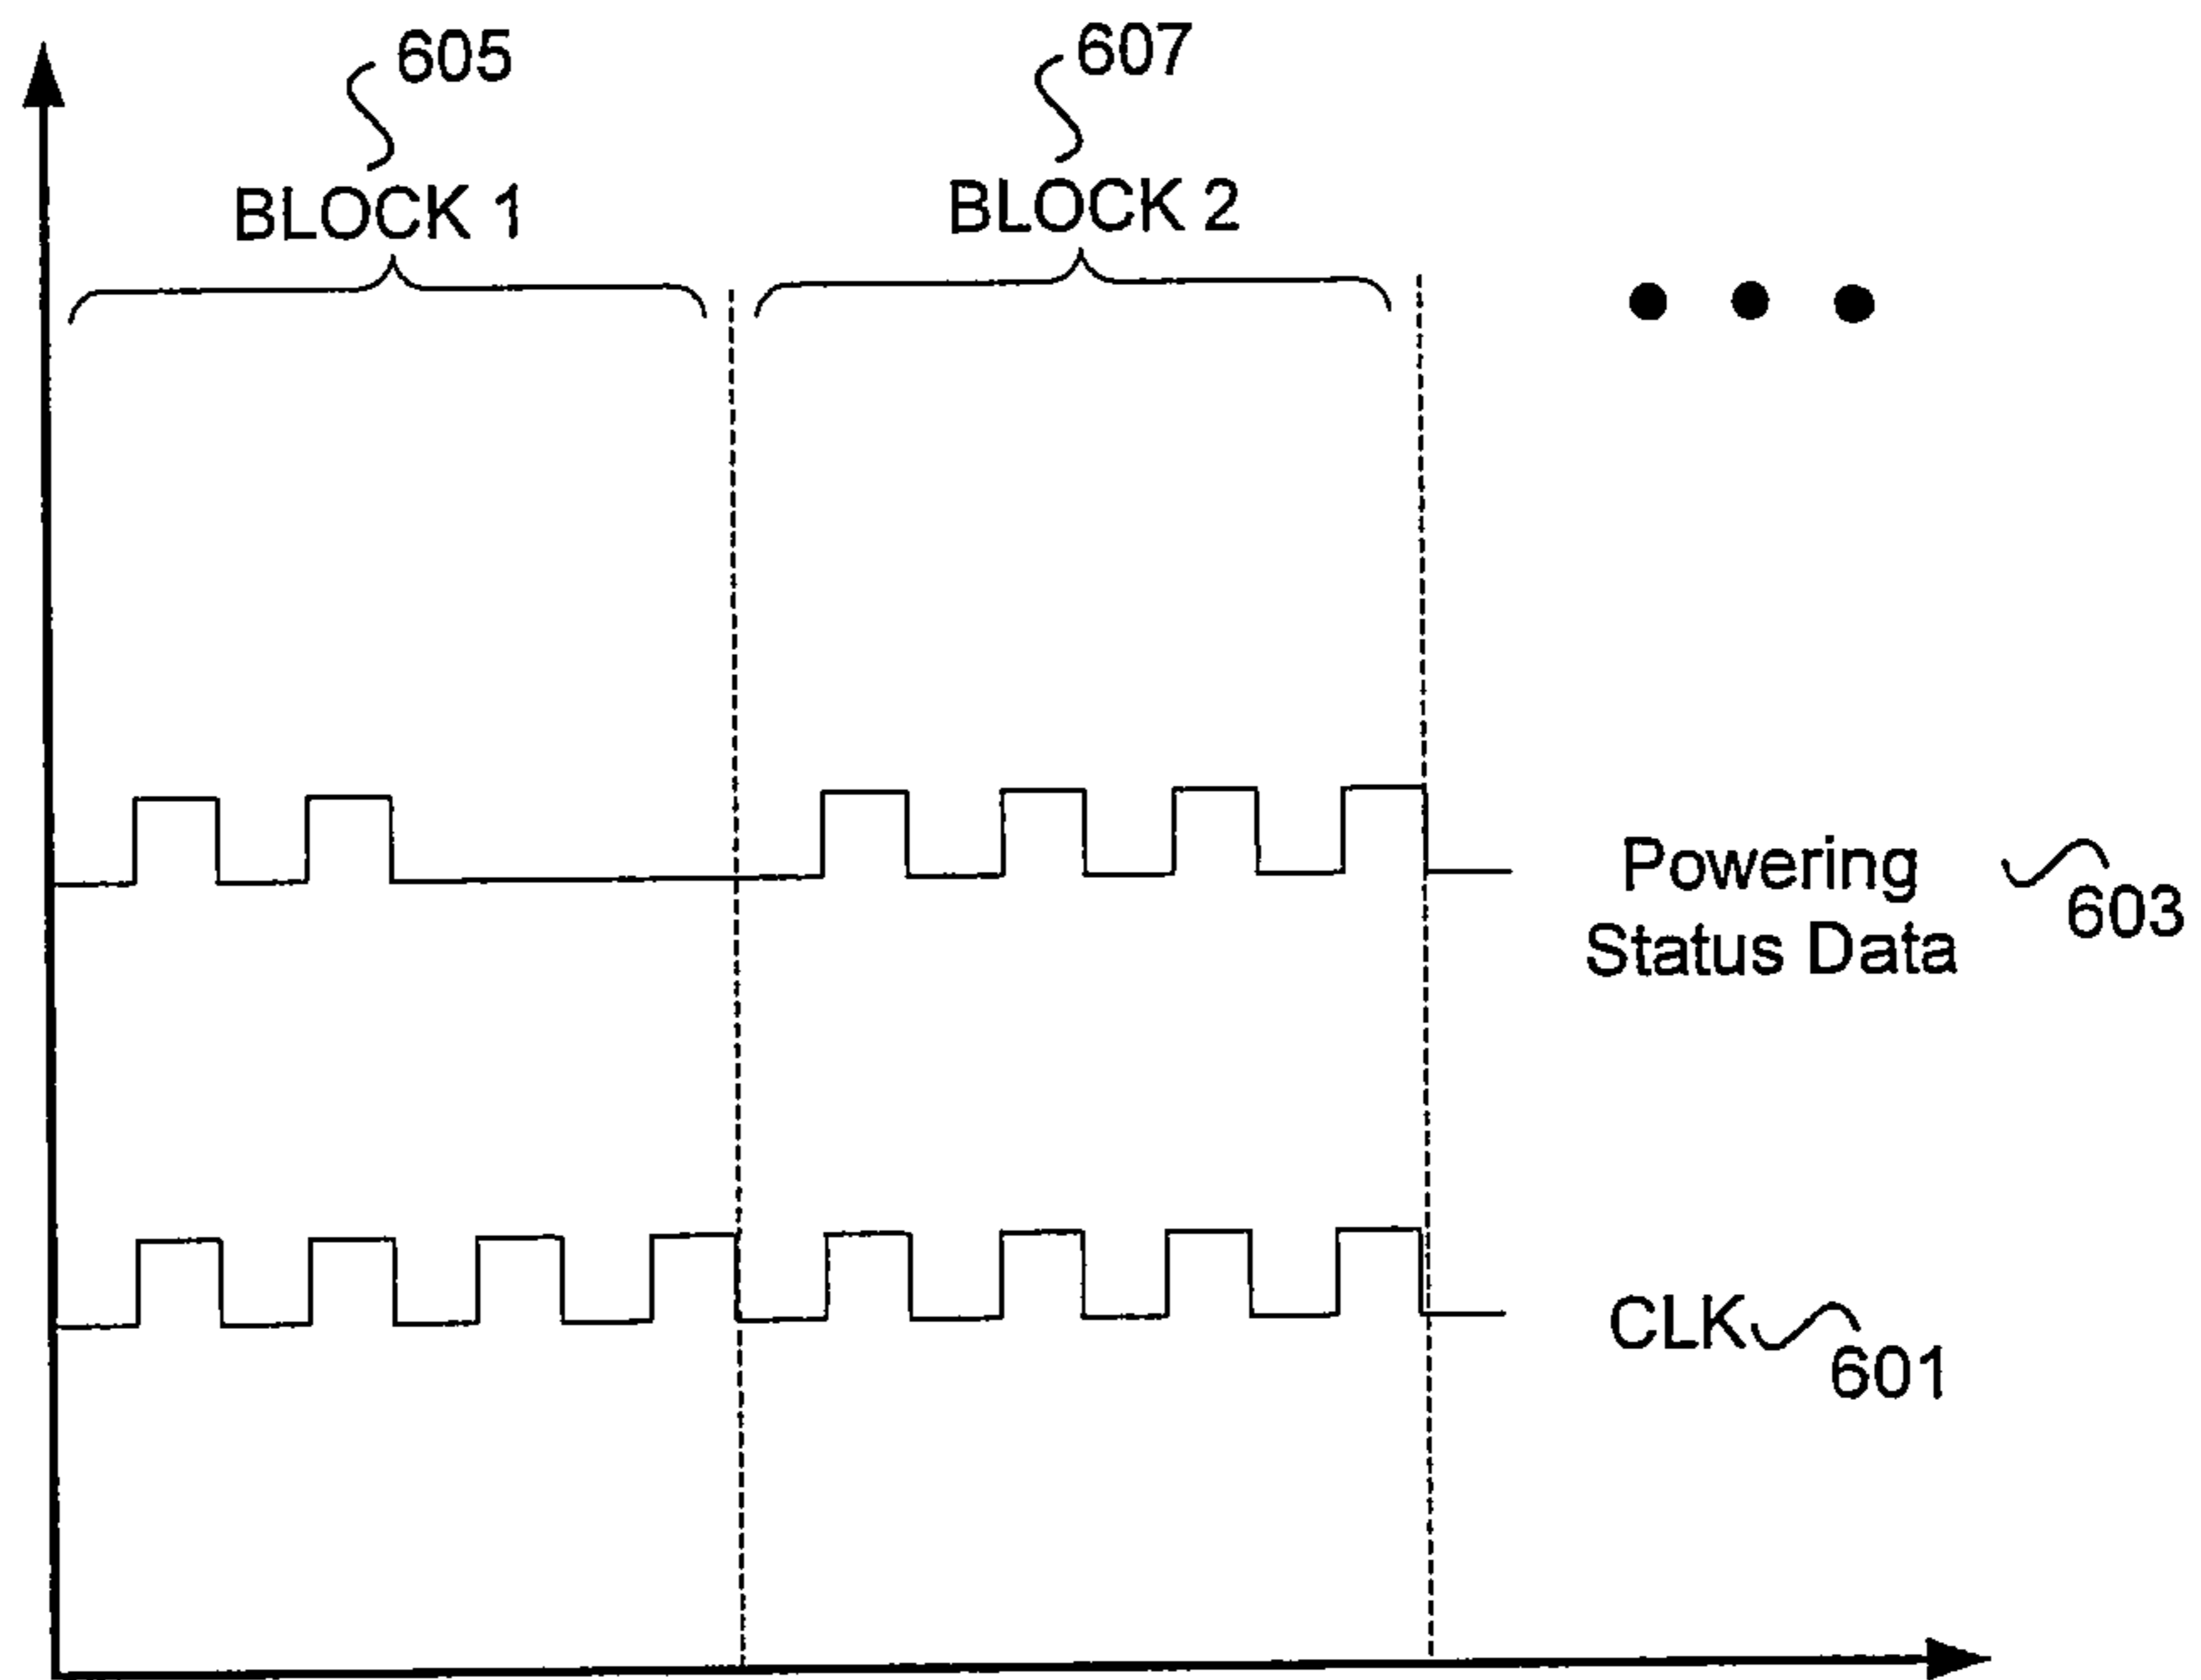 605
607
BLOCK 1
BLOCK 2
Powering
Status Data
603
CLK
601